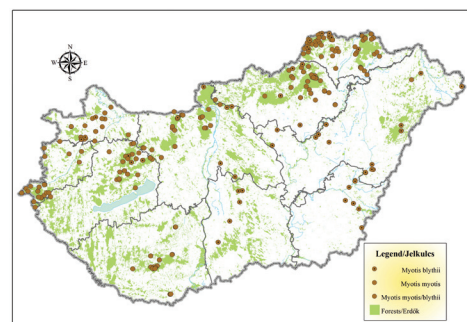 N
W E
S
Legend/Jelkulcs
Myotis blythii
Myotis myotis
Myotis myotis/blythii
Forests/Erdők